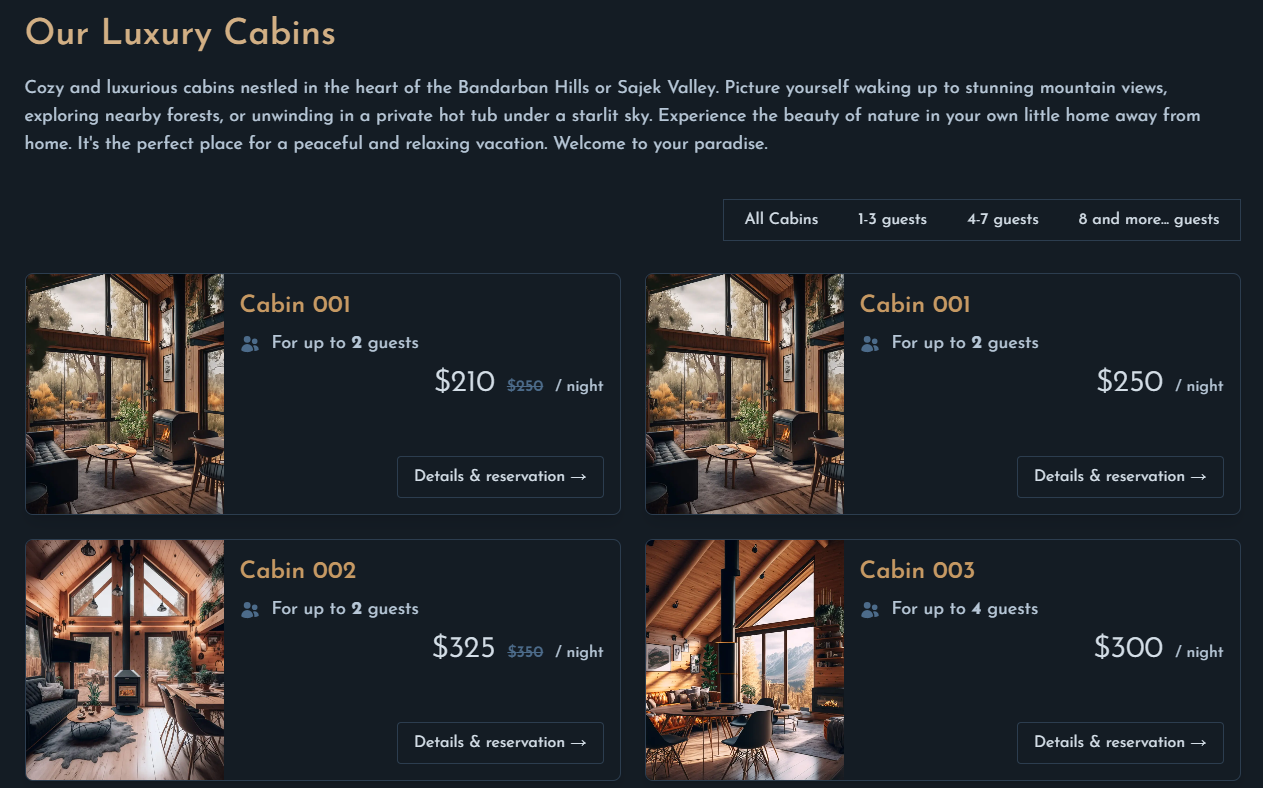 Our Luxury Cabins
Cozy and luxurious cabins nestled in the heart of the Bandarban Hills or Sajek Valley. Picture yourself waking up to stunning mountain views,
exploring nearby forests, or unwinding in a private hot tub under a starlit sky. Experience the beauty of nature in your own little home away from
home. It's the perfect place for a peaceful and relaxing vacation. Welcome to your paradise.
All Cabins 1-3 guests 4-7 guests 8 and more... guests
Cabin 001
For up to 2 guests
$210 $250 / night
Details & reservation →
Cabin 001
For up to 2 guests
$250 / night
Details & reservation →
Cabin 002
For up to 2 guests
$325 $350 / night
Details & reservation →
Cabin 003
For up to 4 guests
$300 / night
Details & reservation →